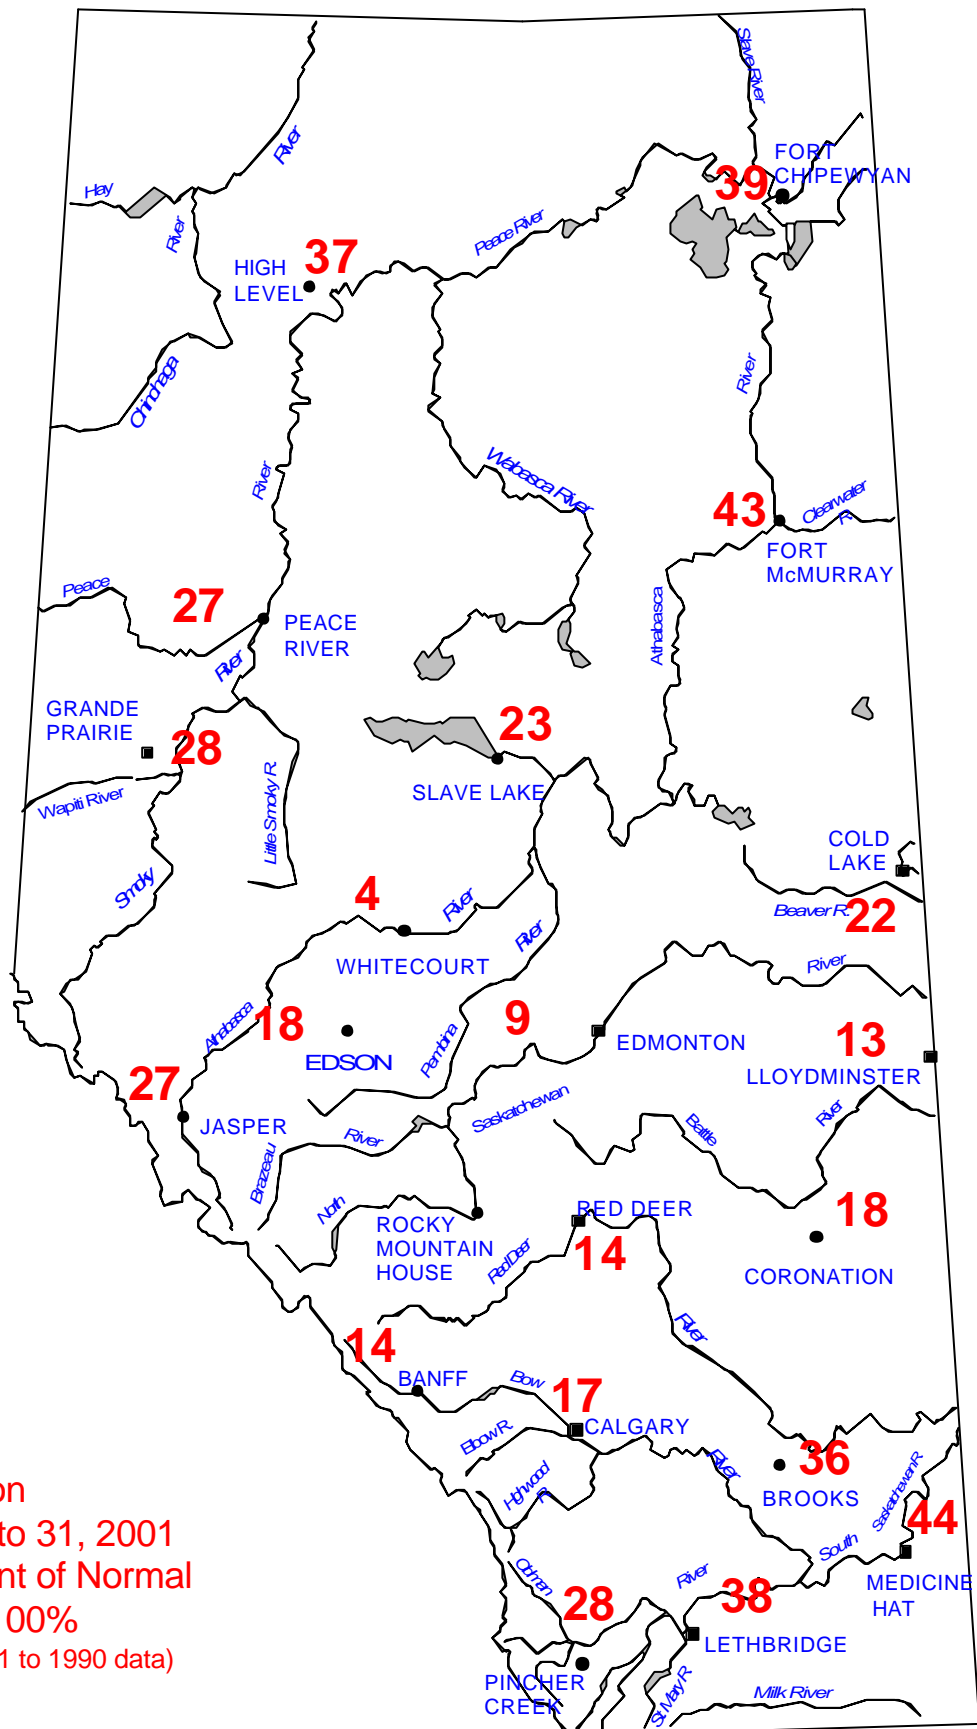 Slave River
FORT
CHIPEWYAN
39
Hay
River
River
Peace River
37
HIGH
LEVEL
River
Chinchaga
River
Wabasca River
43
Clearwater
R.
FORT
McMURRAY
Peace
27
PEACE
RIVER
River
Athabasca
GRANDE
PRAIRIE
28
23
SLAVE LAKE
Wapiti River
Little Smoky R.
COLD
LAKE
Smoky
4
River
Beaver R.
22
WHITECOURT
River
River
Athabasca
18
EDSON
Pembina
9
EDMONTON
13
LLOYDMINSTER
27
JASPER
Saskatchewan
River
Battle
River
Brazeau
North
ROCKY
MOUNTAIN
HOUSE
RED DEER
14
Red Deer
18
CORONATION
River
14
BANFF
Bow
17
CALGARY
Elbow R.
Highwood
R.
River
36
BROOKS
Saskatchewan R.
44
South
MEDICINE
HAT
Oldman
28
River
38
LETHBRIDGE
PINCHER
CREEK
St. Mary R.
Milk River
on
to 31, 2001
nt of Normal
00%
1 to 1990 data)